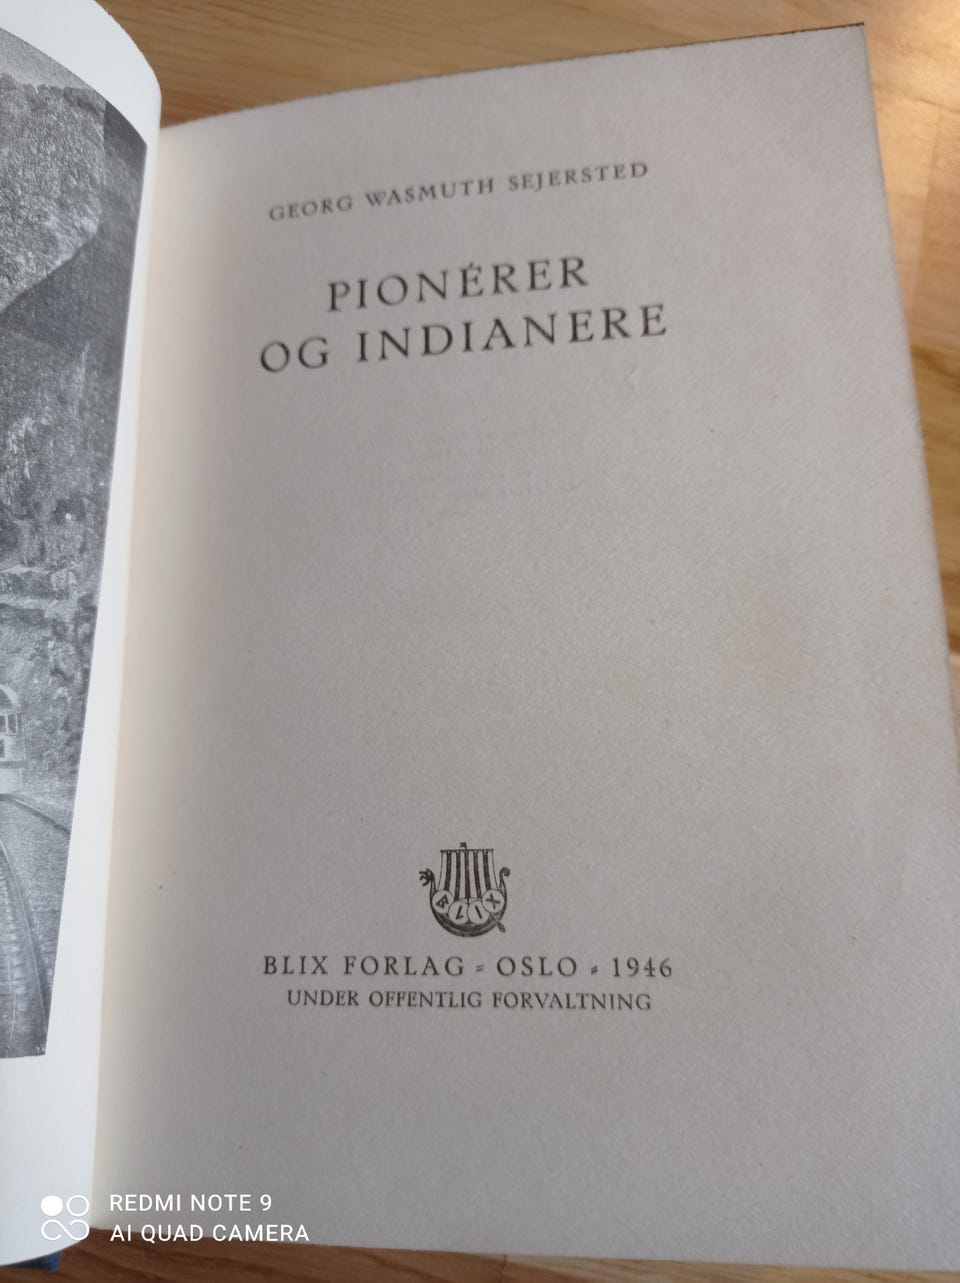 GEORG WASMUTH SEJERSTED
PIONÉRER
OG INDIANERE
BLIX
BLIX FORLAG - OSLO - 1946
UNDER OFFENTLIG FORVALTNING
REDMI NOTE 9
AI QUAD CAMERA